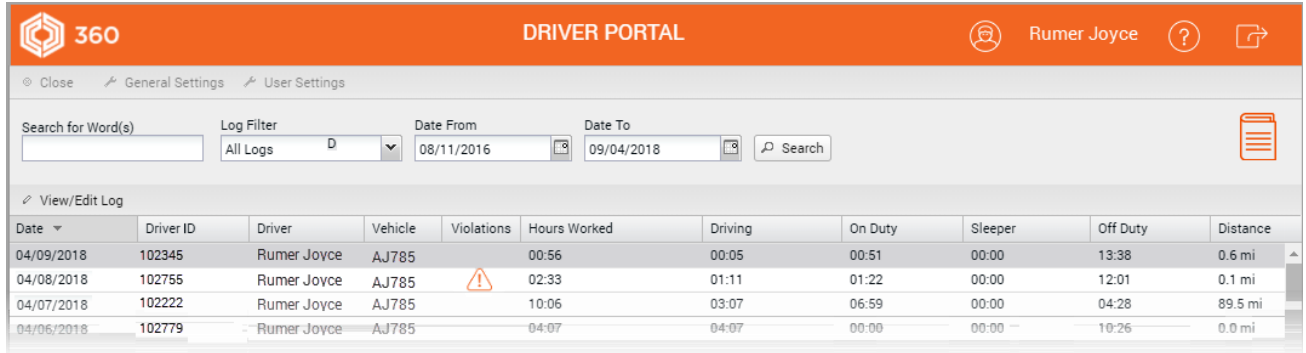 360 DRIVER PORTAL Rumer Joyce ?
Close General Settings User Settings
Search for Word(s) Log Filter Date From Date To
All Logs D 08/11/2016 09/04/2018 Search
View/Edit Log
Date Driver ID Driver Vehicle Violations Hours Worked Driving On Duty Sleeper Off Duty Distance
04/09/2018 102345 Rumer Joyce AJ785 00:56 00:05 00:51 00:00 13:38 0.6 mi
04/08/2018 102755 Rumer Joyce AJ785 02:33 01:11 01:22 00:00 12:01 0.1 mi
04/07/2018 102222 Rumer Joyce AJ785 10:06 03:07 06:59 00:00 04:28 89.5 mi
04/06/2018 102779 Rumer Joyce AJ785 04:07 04:07 00:00 00:00 10:26 0.0 mi